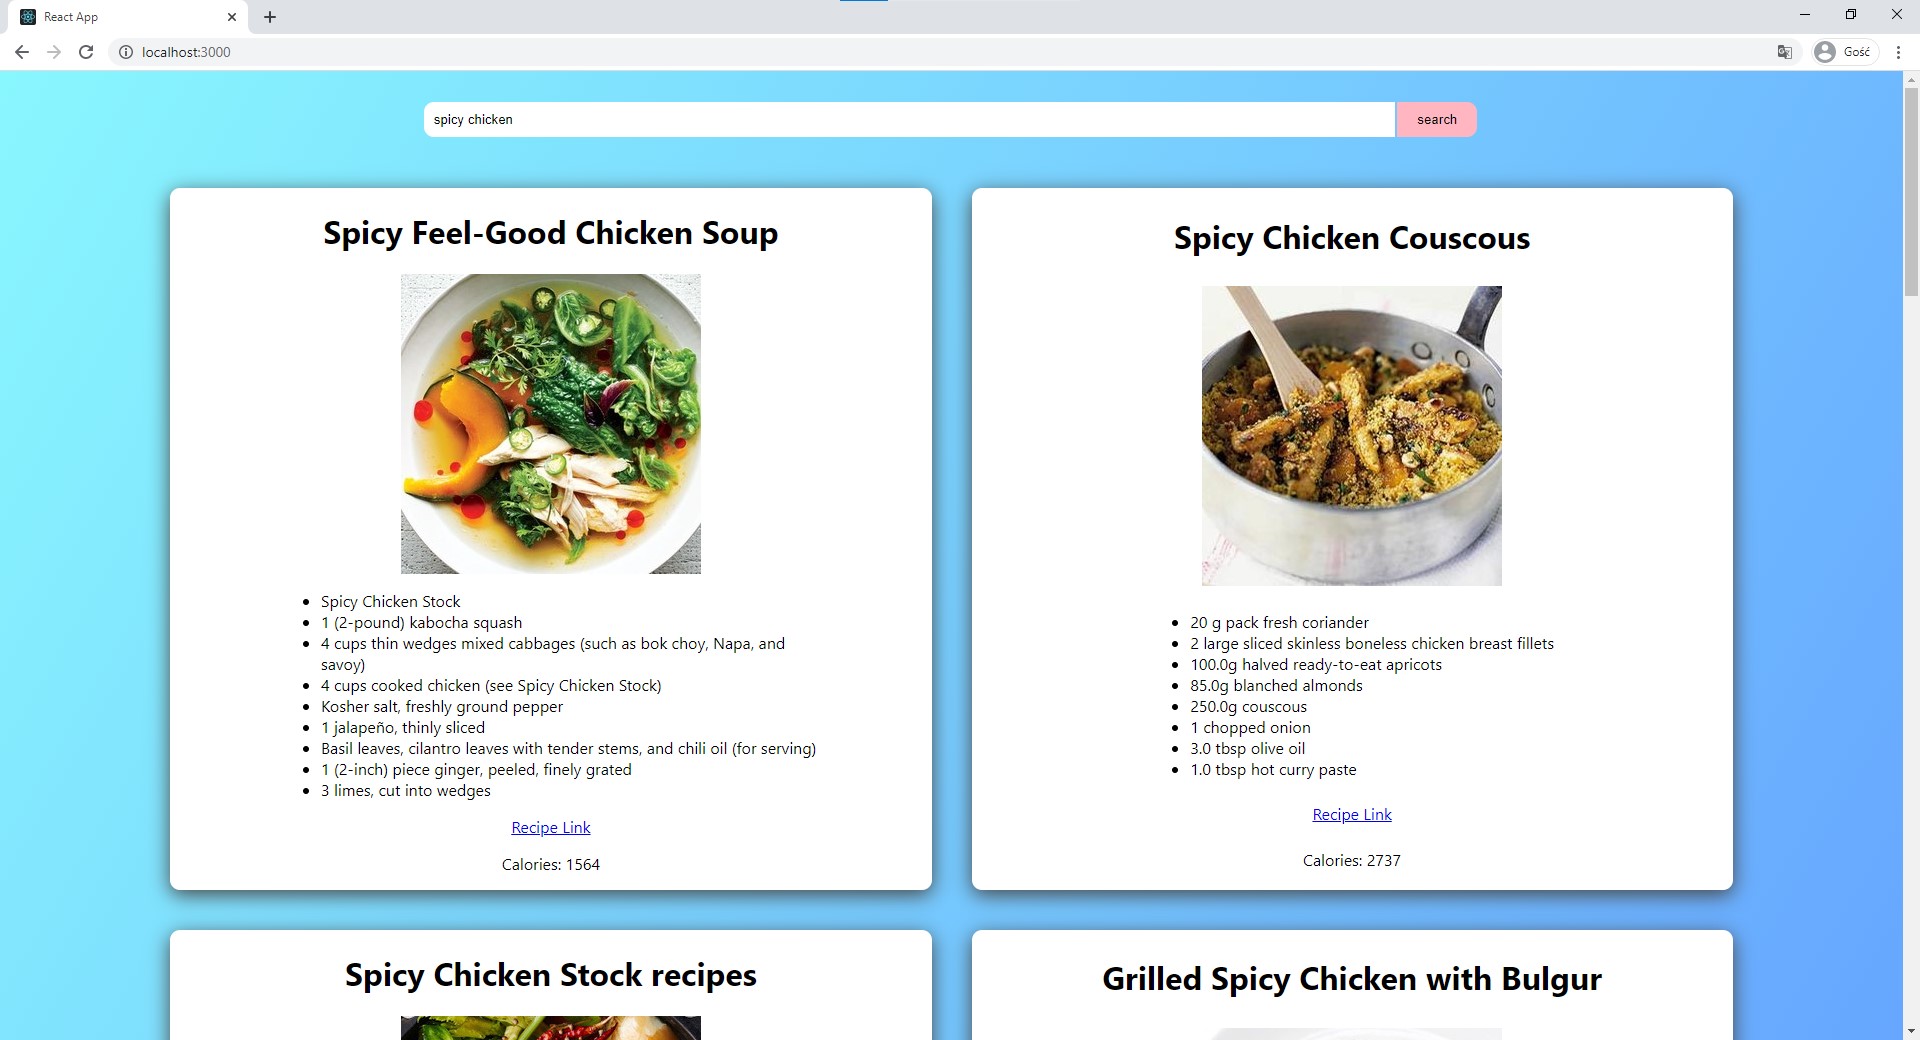 React App
localhost:3000
Gość
spicy chicken
search
Spicy Feel-Good Chicken Soup
Spicy Chicken Stock
1 (2-pound) kabocha squash
4 cups thin wedges mixed cabbages (such as bok choy, Napa, and
savoy)
4 cups cooked chicken (see Spicy Chicken Stock)
Kosher salt, freshly ground pepper
1 jalapeño, thinly sliced
Basil leaves, cilantro leaves with tender stems, and chili oil (for serving)
1 (2-inch) piece ginger, peeled, finely grated
3 limes, cut into wedges
Recipe Link
Calories: 1564
Spicy Chicken Couscous
20 g pack fresh coriander
2 large sliced skinless boneless chicken breast fillets
100.0g halved ready-to-eat apricots
85.0g blanched almonds
250.0g couscous
1 chopped onion
3.0 tbsp olive oil
1.0 tbsp hot curry paste
Recipe Link
Calories: 2737
Spicy Chicken Stock recipes
Grilled Spicy Chicken with Bulgur